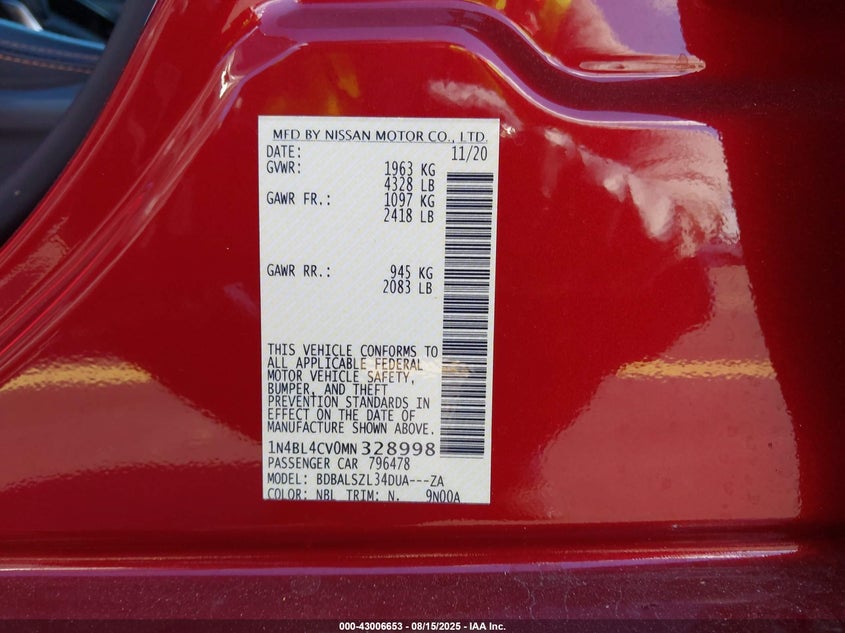 MFD BY NISSAN MOTOR CO., LTD.
DATE: 11/20
GVWR: 1963 KG
4328 LB
GAWR FR.: 1097 KG
2418 LB
GAWR RR.: 945 KG
2083 LB
THIS VEHICLE CONFORMS TO
ALL APPLICABLE FEDERAL
MOTOR VEHICLE SAFETY,
BUMPER, AND THEFT
PREVENTION STANDARDS IN
EFFECT ON THE DATE OF
MANUFACTURE SHOWN ABOVE.
1N4BL4CV0MN328998
PASSENGER CAR 796478
MODEL: BDBALSZL34DUA---ZA
COLOR: NBL TRIM: N. 9N00A
000-43006653 - 08/15/2025 - IAA Inc.